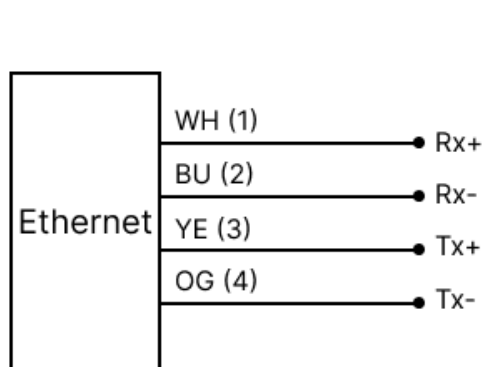 WH (1)
Rx+
BU (2)
Rx-
Ethernet
YE (3)
Tx+
OG (4)
Tx-